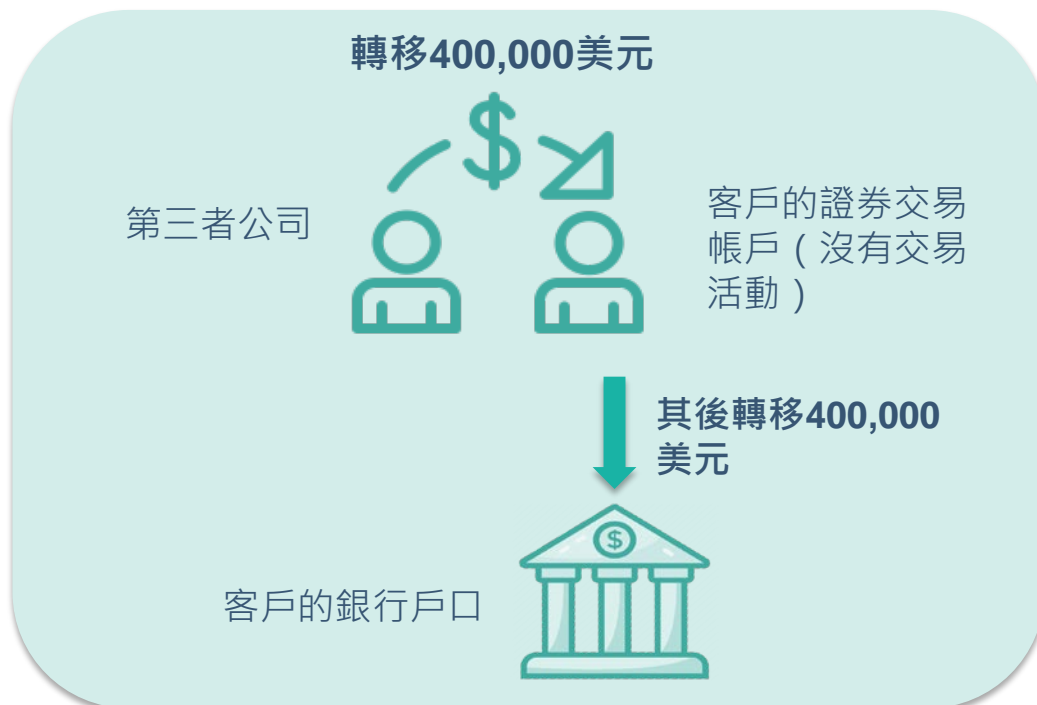 轉移400,000美元
第三者公司
客戶的證券交易
帳戶（沒有交易
活動）
其後轉移400,000
美元
$
客戶的銀行戶口